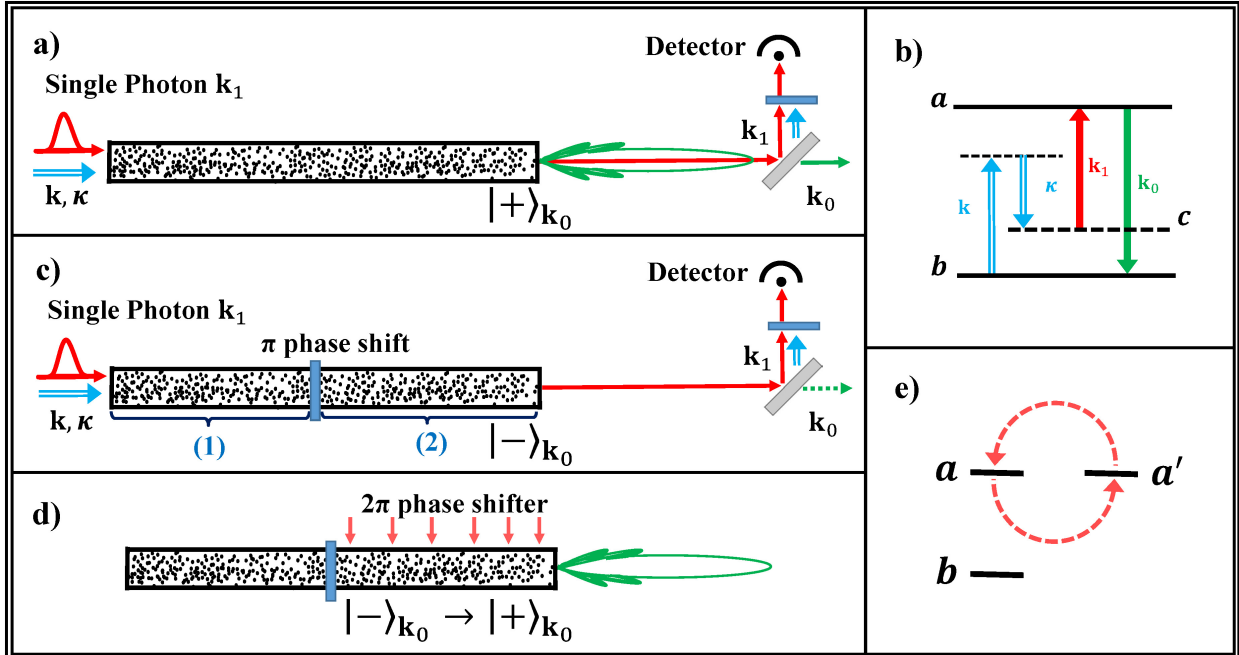 a)
Single Photon k₁
k, κ
|+⟩k₀
Detector
k₁
k₀
b)
a
b
c
k
κ
k₁
k₀
c)
Single Photon k₁
k, κ
π phase shift
(1)
(2)
|−⟩k₀
Detector
k₁
k₀
d)
2π phase shifter
|−⟩k₀ → |+⟩k₀
e)
a
a′
b